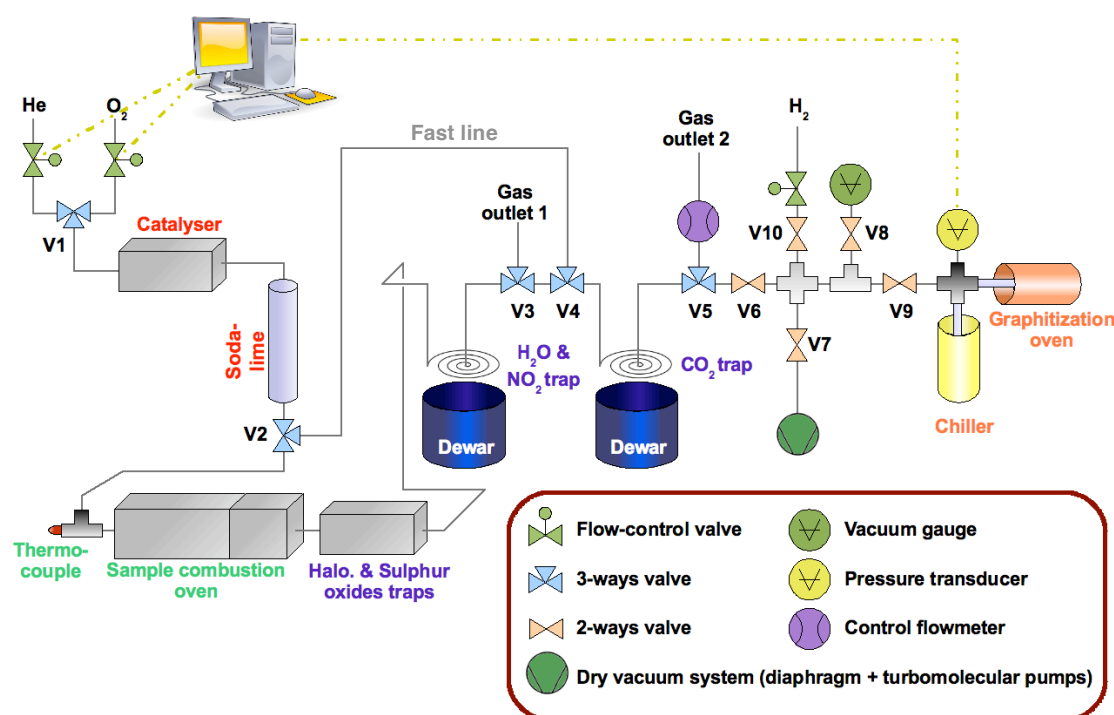 He
O2
Fast line
Gas
outlet 2
H2
Gas
outlet 1
V1
Catalyser
V10
V8
V3
V4
V5
V6
V9
Graphitization
oven
Soda-
lime
H2O &
NO2 trap
CO2 trap
V7
V2
Dewar
Dewar
Chiller
Thermo-
couple
Sample combustion
oven
Halo. & Sulphur
oxides traps
Flow-control valve
Vacuum gauge
3-ways valve
Pressure transducer
2-ways valve
Control flowmeter
Dry vacuum system (diaphragm + turbomolecular pumps)